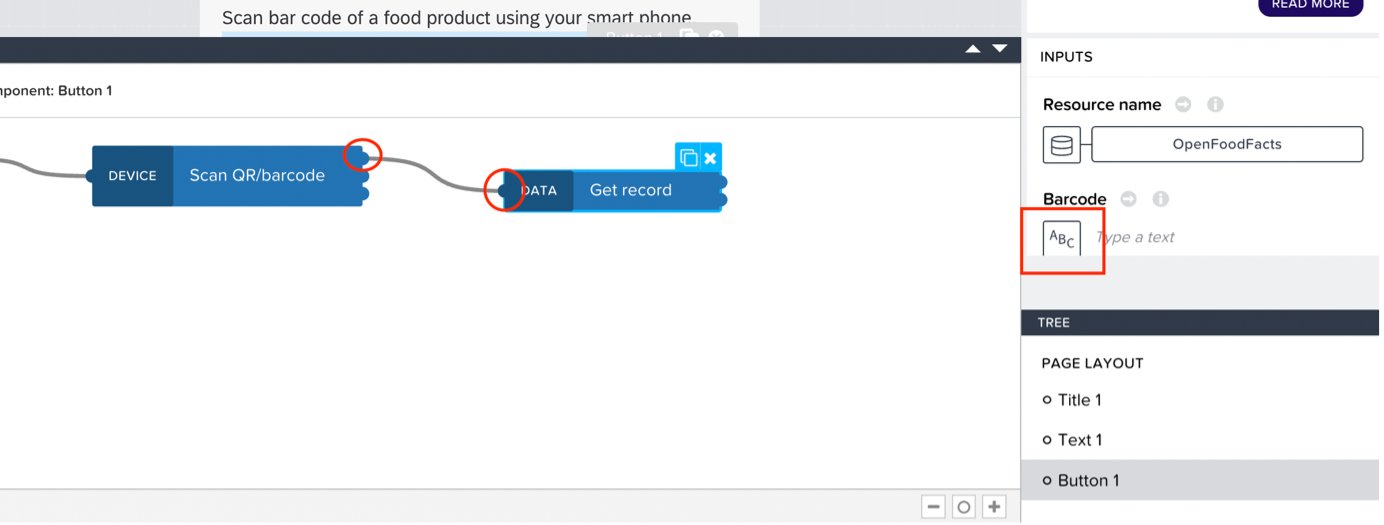 Scan bar code of a food product using your smart phone.
Button 1
READ MORE
ponent: Button 1
DEVICE
Scan QR/barcode
DATA
Get record
INPUTS
Resource name
OpenFoodFacts
Barcode
ABC
Type a text
TREE
PAGE LAYOUT
Title 1
Text 1
Button 1